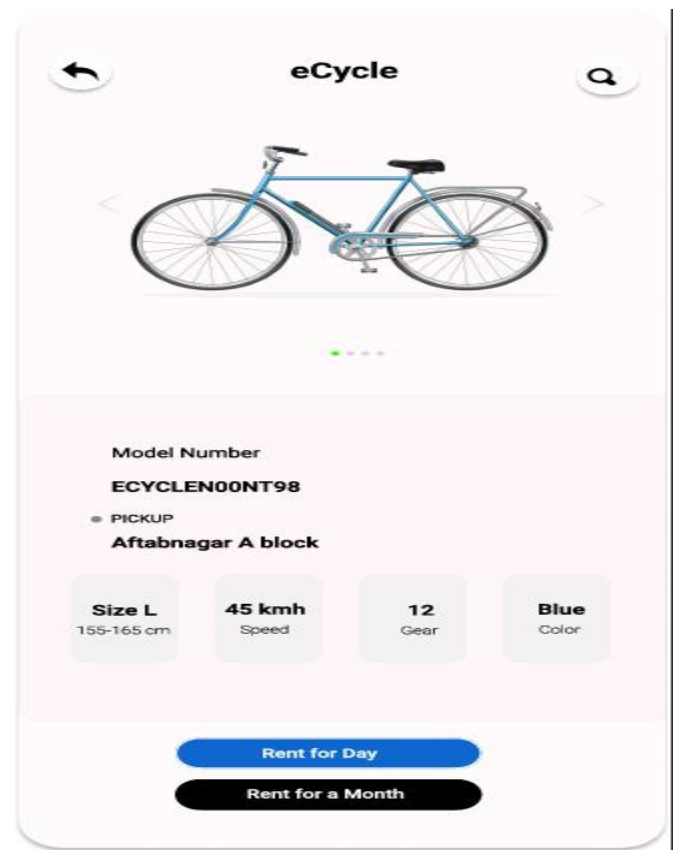 eCycle
Model Number
ECYCLEN00NT98
PICKUP
Aftabnagar A block
Size L 45 kmh 12 Blue
155-165 cm Speed Gear Color
Rent for Day
Rent for a Month